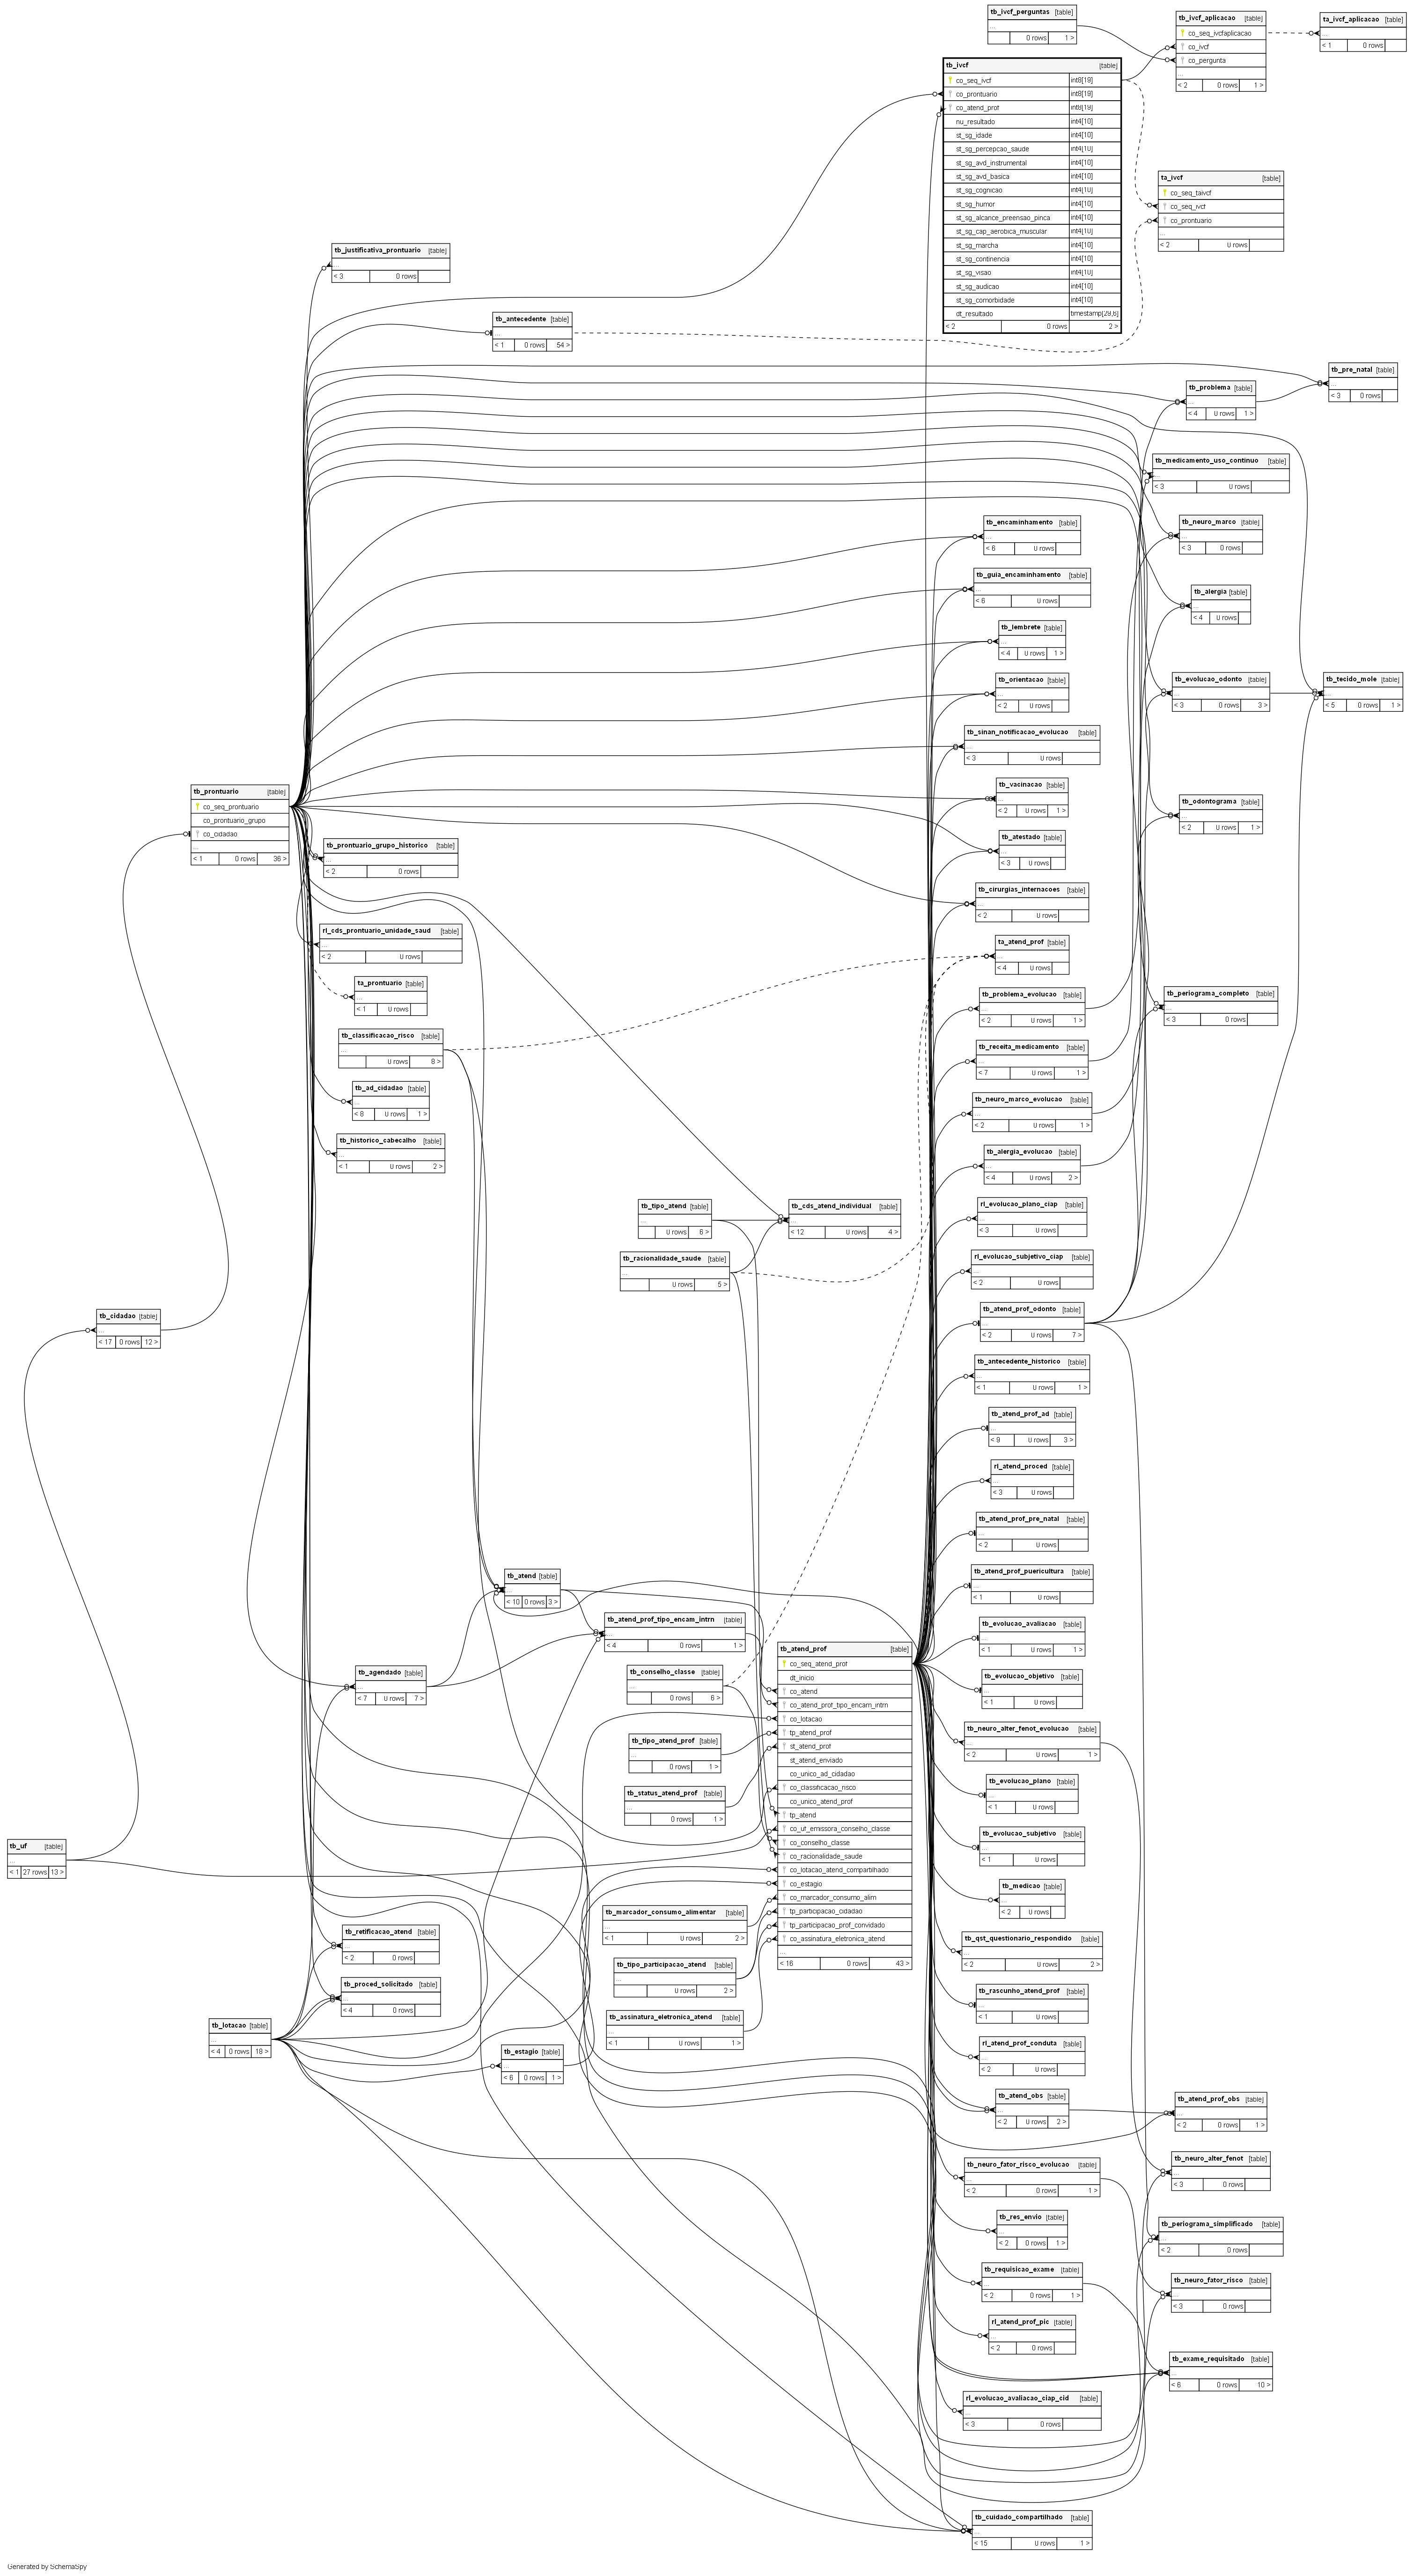 tb_ivcf_perguntas [table]
...
0 rows 1 >
tb_ivcf_aplicacao [table]
co_seq_ivcfaplicacao
co_ivcf
co_pergunta
...
< 2 0 rows 1 >
ta_ivcf_aplicacao [table]
...
< 1 0 rows
tb_ivcf [table]
co_seq_ivcf int8[19]
co_prontuario int8[19]
co_atend_prof int8[19]
nu_resultado int4[10]
st_sg_idade int4[10]
st_sg_percepcao_saude int4[10]
st_sg_avd_instrumental int4[10]
st_sg_avd_basica int4[10]
st_sg_cognicao int4[10]
st_sg_humor int4[10]
st_sg_alcance_preensao_pinca int4[10]
st_sg_cap_aerobica_muscular int4[10]
st_sg_marcha int4[10]
st_sg_continencia int4[10]
st_sg_visao int4[10]
st_sg_audicao int4[10]
st_sg_comorbidade int4[10]
dt_resultado timestamp[29,6]
< 2 0 rows 2 >
ta_ivcf [table]
co_seq_taivcf
co_seq_ivcf
co_prontuario
...
< 2 0 rows
tb_justificativa_prontuario [table]
...
< 3 0 rows
tb_antecedente [table]
...
< 1 0 rows 54 >
tb_pre_natal [table]
...
< 3 0 rows
tb_problema [table]
...
< 4 0 rows 1 >
tb_medicamento_uso_continuo [table]
...
< 3 0 rows
tb_encaminhamento [table]
...
< 6 0 rows
tb_neuro_marco [table]
...
< 3 0 rows
tb_guia_encaminhamento [table]
...
< 6 0 rows
tb_alergia [table]
...
< 4 0 rows
tb_lembrete [table]
...
< 4 0 rows 1 >
tb_orientacao [table]
...
< 2 0 rows
tb_evolucao_odonto [table]
...
< 3 0 rows 3 >
tb_tecido_mole [table]
...
< 5 0 rows 1 >
tb_sinan_notificacao_evolucao [table]
...
< 3 0 rows
tb_vacinacao [table]
...
< 2 0 rows 1 >
tb_odontograma [table]
...
< 2 0 rows 1 >
tb_prontuario [table]
co_seq_prontuario
co_prontuario_grupo
co_cidadao
...
< 1 0 rows 36 >
tb_atestado [table]
...
< 3 0 rows
tb_prontuario_grupo_historico [table]
...
< 2 0 rows
tb_cirurgias_internacoes [table]
...
< 2 0 rows
rl_cds_prontuario_unidade_saud [table]
...
< 2 0 rows
ta_atend_prof [table]
...
< 4 0 rows
ta_prontuario [table]
...
< 1 0 rows
tb_problema_evolucao [table]
...
< 2 0 rows 1 >
tb_periograma_completo [table]
...
< 3 0 rows
tb_classificacao_risco [table]
...
0 rows 8 >
tb_receita_medicamento [table]
...
< 7 0 rows 1 >
tb_ad_cidadao [table]
...
< 8 0 rows 1 >
tb_neuro_marco_evolucao [table]
...
< 2 0 rows 1 >
tb_historico_cabecalho [table]
...
< 1 0 rows 2 >
tb_alergia_evolucao [table]
...
< 4 0 rows 2 >
tb_tipo_atend [table]
...
0 rows 6 >
tb_cds_atend_individual [table]
...
< 12 0 rows 4 >
rl_evolucao_plano_ciap [table]
...
< 3 0 rows
tb_racionalidade_saude [table]
...
0 rows 5 >
rl_evolucao_subjetivo_ciap [table]
...
< 2 0 rows
tb_cidadao [table]
...
< 17 0 rows 12 >
tb_atend_prof_odonto [table]
...
< 2 0 rows 7 >
tb_antecedente_historico [table]
...
< 1 0 rows 1 >
tb_atend_prof_ad [table]
...
< 9 0 rows 3 >
rl_atend_proced [table]
...
< 3 0 rows
tb_atend_prof_pre_natal [table]
...
< 2 0 rows
tb_atend [table]
...
< 10 0 rows 3 >
tb_atend_prof_puericultura [table]
...
< 1 0 rows
tb_atend_prof_tipo_encam_intrn [table]
...
< 4 0 rows 1 >
tb_evolucao_avaliacao [table]
...
< 1 0 rows 1 >
tb_agendado [table]
...
< 7 0 rows 7 >
tb_conselho_classe [table]
...
0 rows 6 >
tb_evolucao_objetivo [table]
...
< 1 0 rows
tb_atend_prof [table]
co_seq_atend_prof
dt_inicio
co_atend
co_atend_prof_tipo_encam_intrn
co_lotacao
tp_atend_prof
st_atend_prof
st_atend_enviado
co_unico_ad_cidadao
co_classificacao_risco
co_unico_atend_prof
tp_atend
co_uf_emissora_conselho_classe
co_conselho_classe
co_racionalidade_saude
co_lotacao_atend_compartilhado
co_estagio
co_marcador_consumo_alim
tp_participacao_cidadao
tp_participacao_prof_convidado
co_assinatura_eletronica_atend
...
< 16 0 rows 43 >
tb_tipo_atend_prof [table]
...
0 rows 1 >
tb_neuro_alter_fenot_evolucao [table]
...
< 2 0 rows 1 >
tb_status_atend_prof [table]
...
0 rows 1 >
tb_evolucao_plano [table]
...
< 1 0 rows
tb_uf [table]
...
< 1 27 rows 13 >
tb_evolucao_subjetivo [table]
...
< 1 0 rows
tb_medicao [table]
...
< 2 0 rows
tb_marcador_consumo_alimentar [table]
...
< 1 0 rows 2 >
tb_retificacao_atend [table]
...
< 2 0 rows
tb_qst_questionario_respondido [table]
...
< 2 0 rows 2 >
tb_tipo_participacao_atend [table]
...
0 rows 2 >
tb_proced_solicitado [table]
...
< 4 0 rows
tb_rascunho_atend_prof [table]
...
< 1 0 rows
tb_lotacao [table]
...
< 4 0 rows 18 >
tb_assinatura_eletronica_atend [table]
...
< 1 0 rows 1 >
tb_estagio [table]
...
< 6 0 rows 1 >
rl_atend_prof_conduta [table]
...
< 2 0 rows
tb_atend_obs [table]
...
< 2 0 rows 2 >
tb_atend_prof_obs [table]
...
< 2 0 rows 1 >
tb_neuro_fator_risco_evolucao [table]
...
< 2 0 rows 1 >
tb_neuro_alter_fenot [table]
...
< 3 0 rows
tb_res_envio [table]
...
< 2 0 rows 1 >
tb_periograma_simplificado [table]
...
< 2 0 rows
tb_requisicao_exame [table]
...
< 2 0 rows 1 >
tb_neuro_fator_risco [table]
...
< 3 0 rows
rl_atend_prof_pic [table]
...
< 2 0 rows
tb_exame_requisitado [table]
...
< 6 0 rows 10 >
rl_evolucao_avaliacao_ciap_cid [table]
...
< 3 0 rows
tb_cuidado_compartilhado [table]
...
< 15 0 rows 1 >
Generated by SchemaSpy